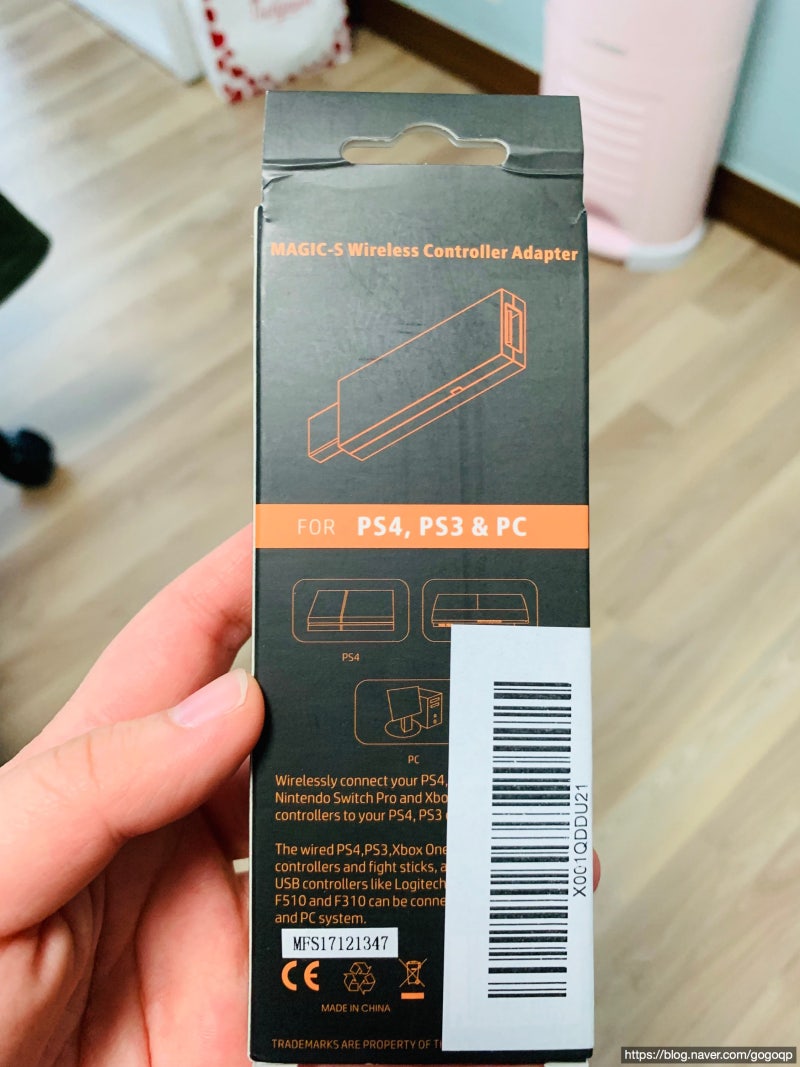 MAGIC-S Wireless Controller Adapter
FOR PS4, PS3 & PC
PS4
PC
Wirelessly connect your PS4,
Nintendo Switch Pro and Xbo
controllers to your PS4, PS3
The wired PS4,PS3,Xbox One
controllers and fight sticks, a
USB controllers like Logitech
F510 and F310 can be conne
and PC system.
MFS17121347
CE
MADE IN CHINA
TRADEMARKS ARE PROPERTY OF T
X001QDDU21
https://blog.naver.com/gogoqp